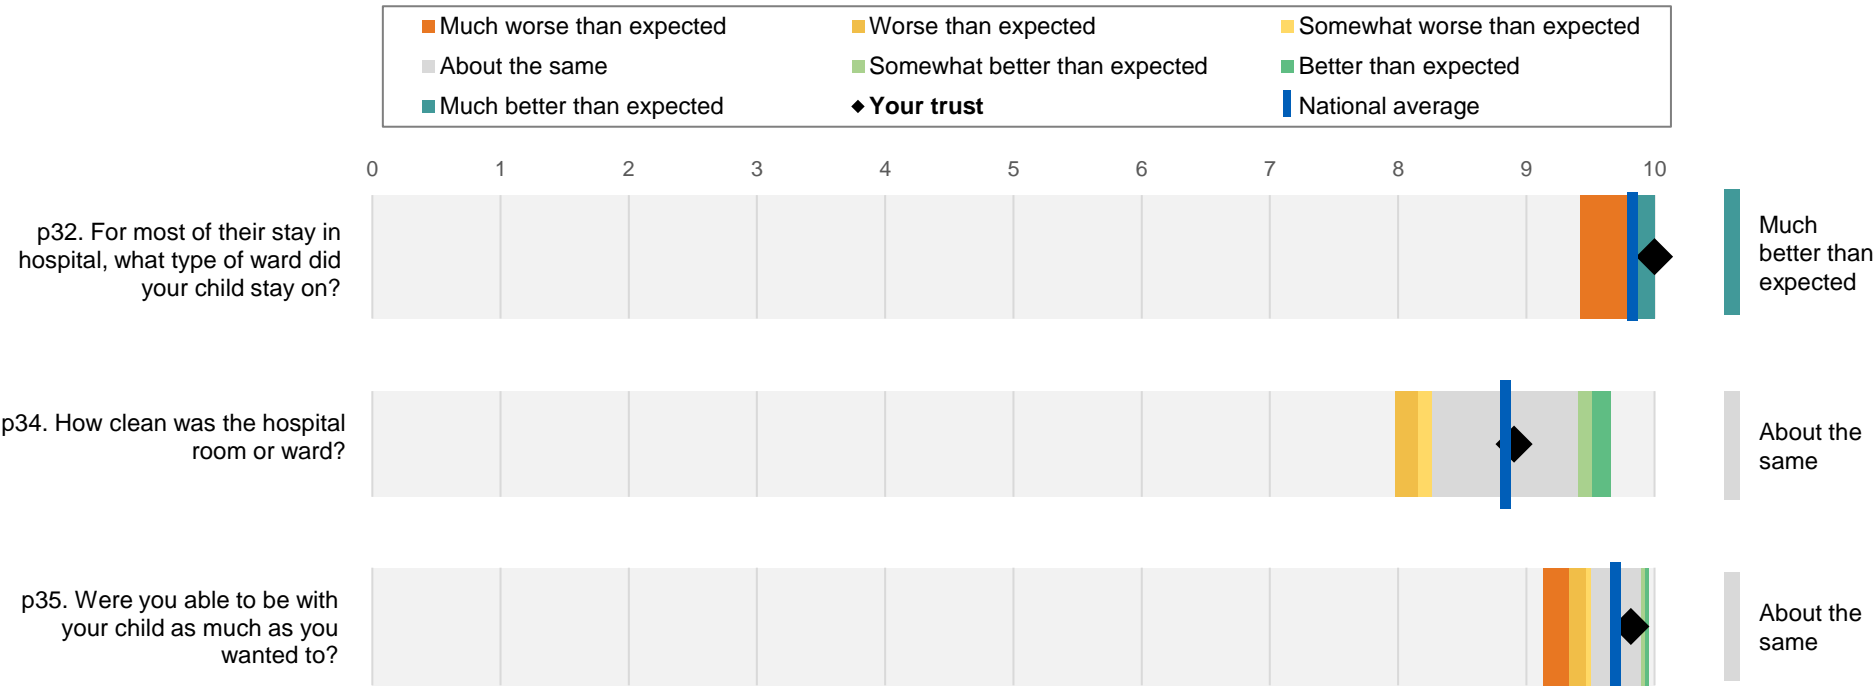 Much worse than expected
Worse than expected
Somewhat worse than expected
About the same
Somewhat better than expected
Better than expected
Much better than expected
Your trust
National average
0 1 2 3 4 5 6 7 8 9 10
p32. For most of their stay in
hospital, what type of ward did
your child stay on?
Much
better than
expected
p34. How clean was the hospital
room or ward?
About the
same
p35. Were you able to be with
your child as much as you
wanted to?
About the
same